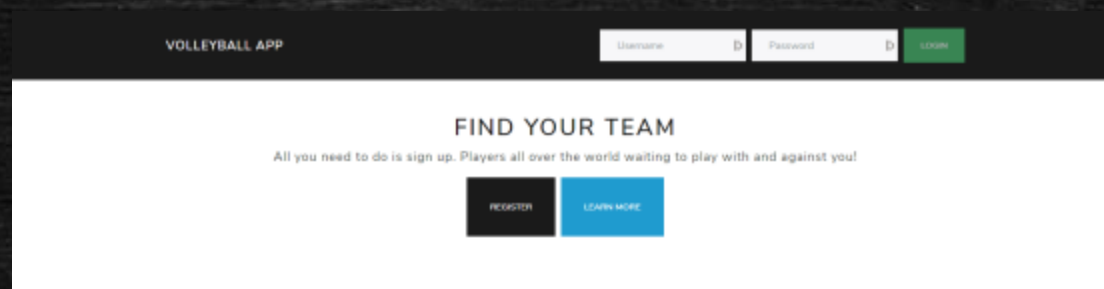 VOLLEYBALL APP
Username
Password
LOGIN
FIND YOUR TEAM
All you need to do is sign up. Players all over the world waiting to play with and against you!
REGISTER
LEARN MORE